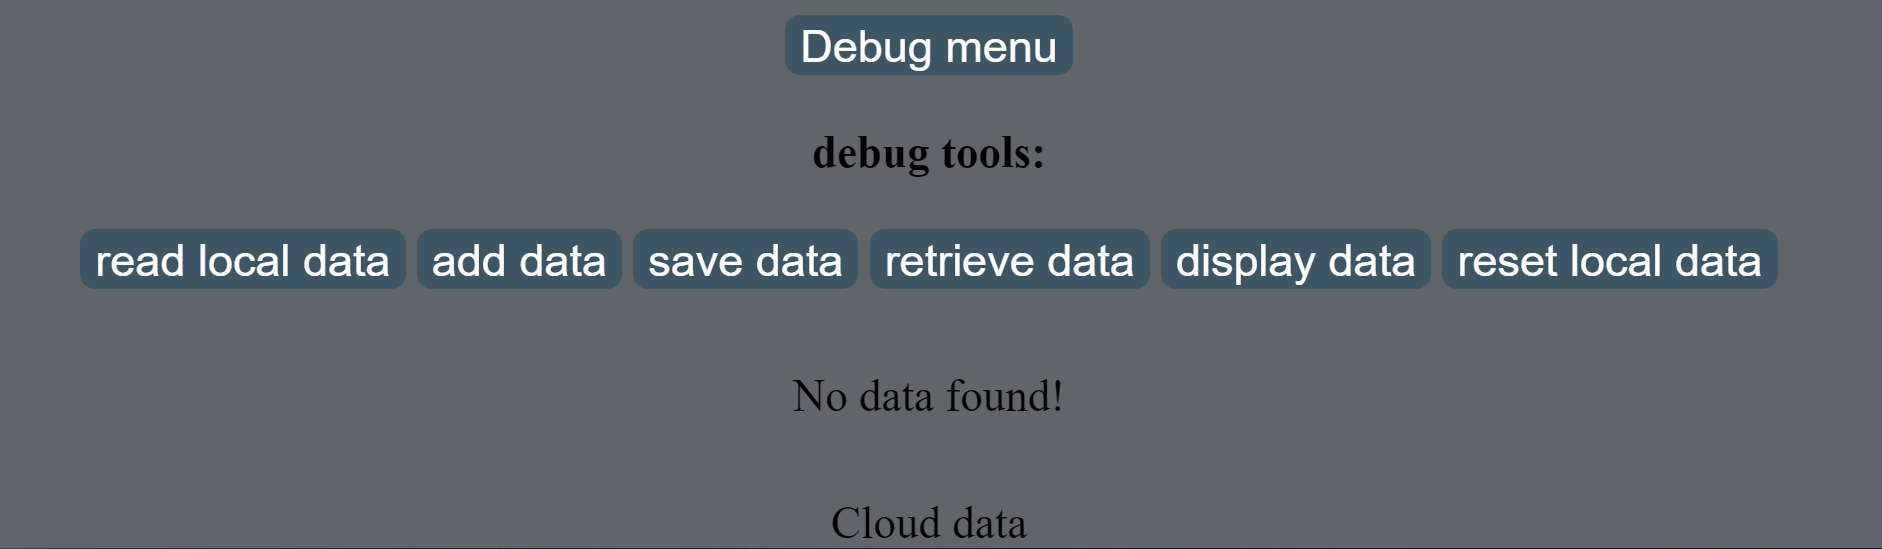 Debug menu
debug tools:
read local data add data save data retrieve data display data reset local data
No data found!
Cloud data